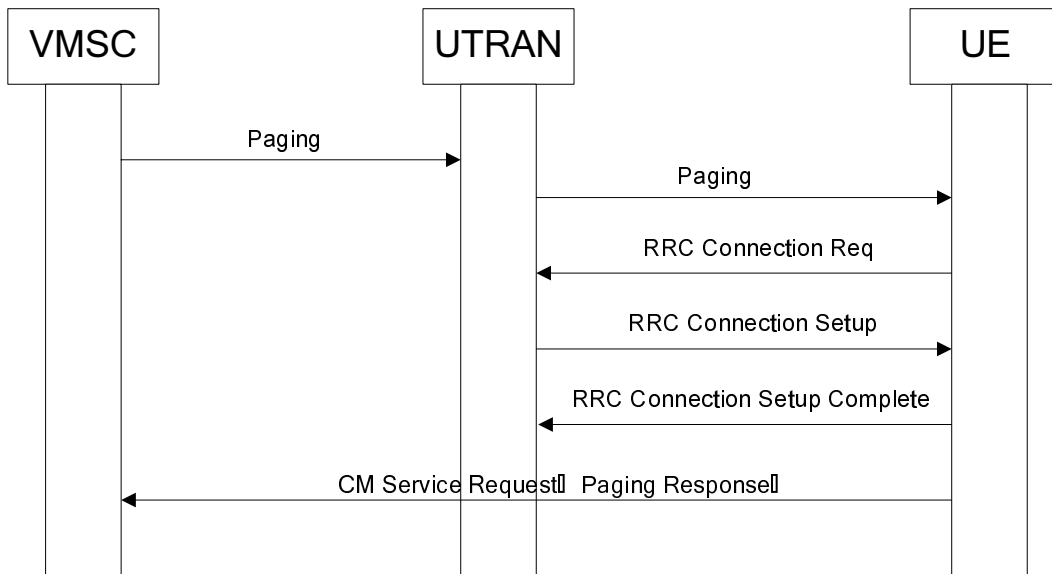 VMSC
UTRAN
UE
Paging
Paging
RRC Connection Req
RRC Connection Setup
RRC Connection Setup Complete
CM Service Request▯ Paging Response▯